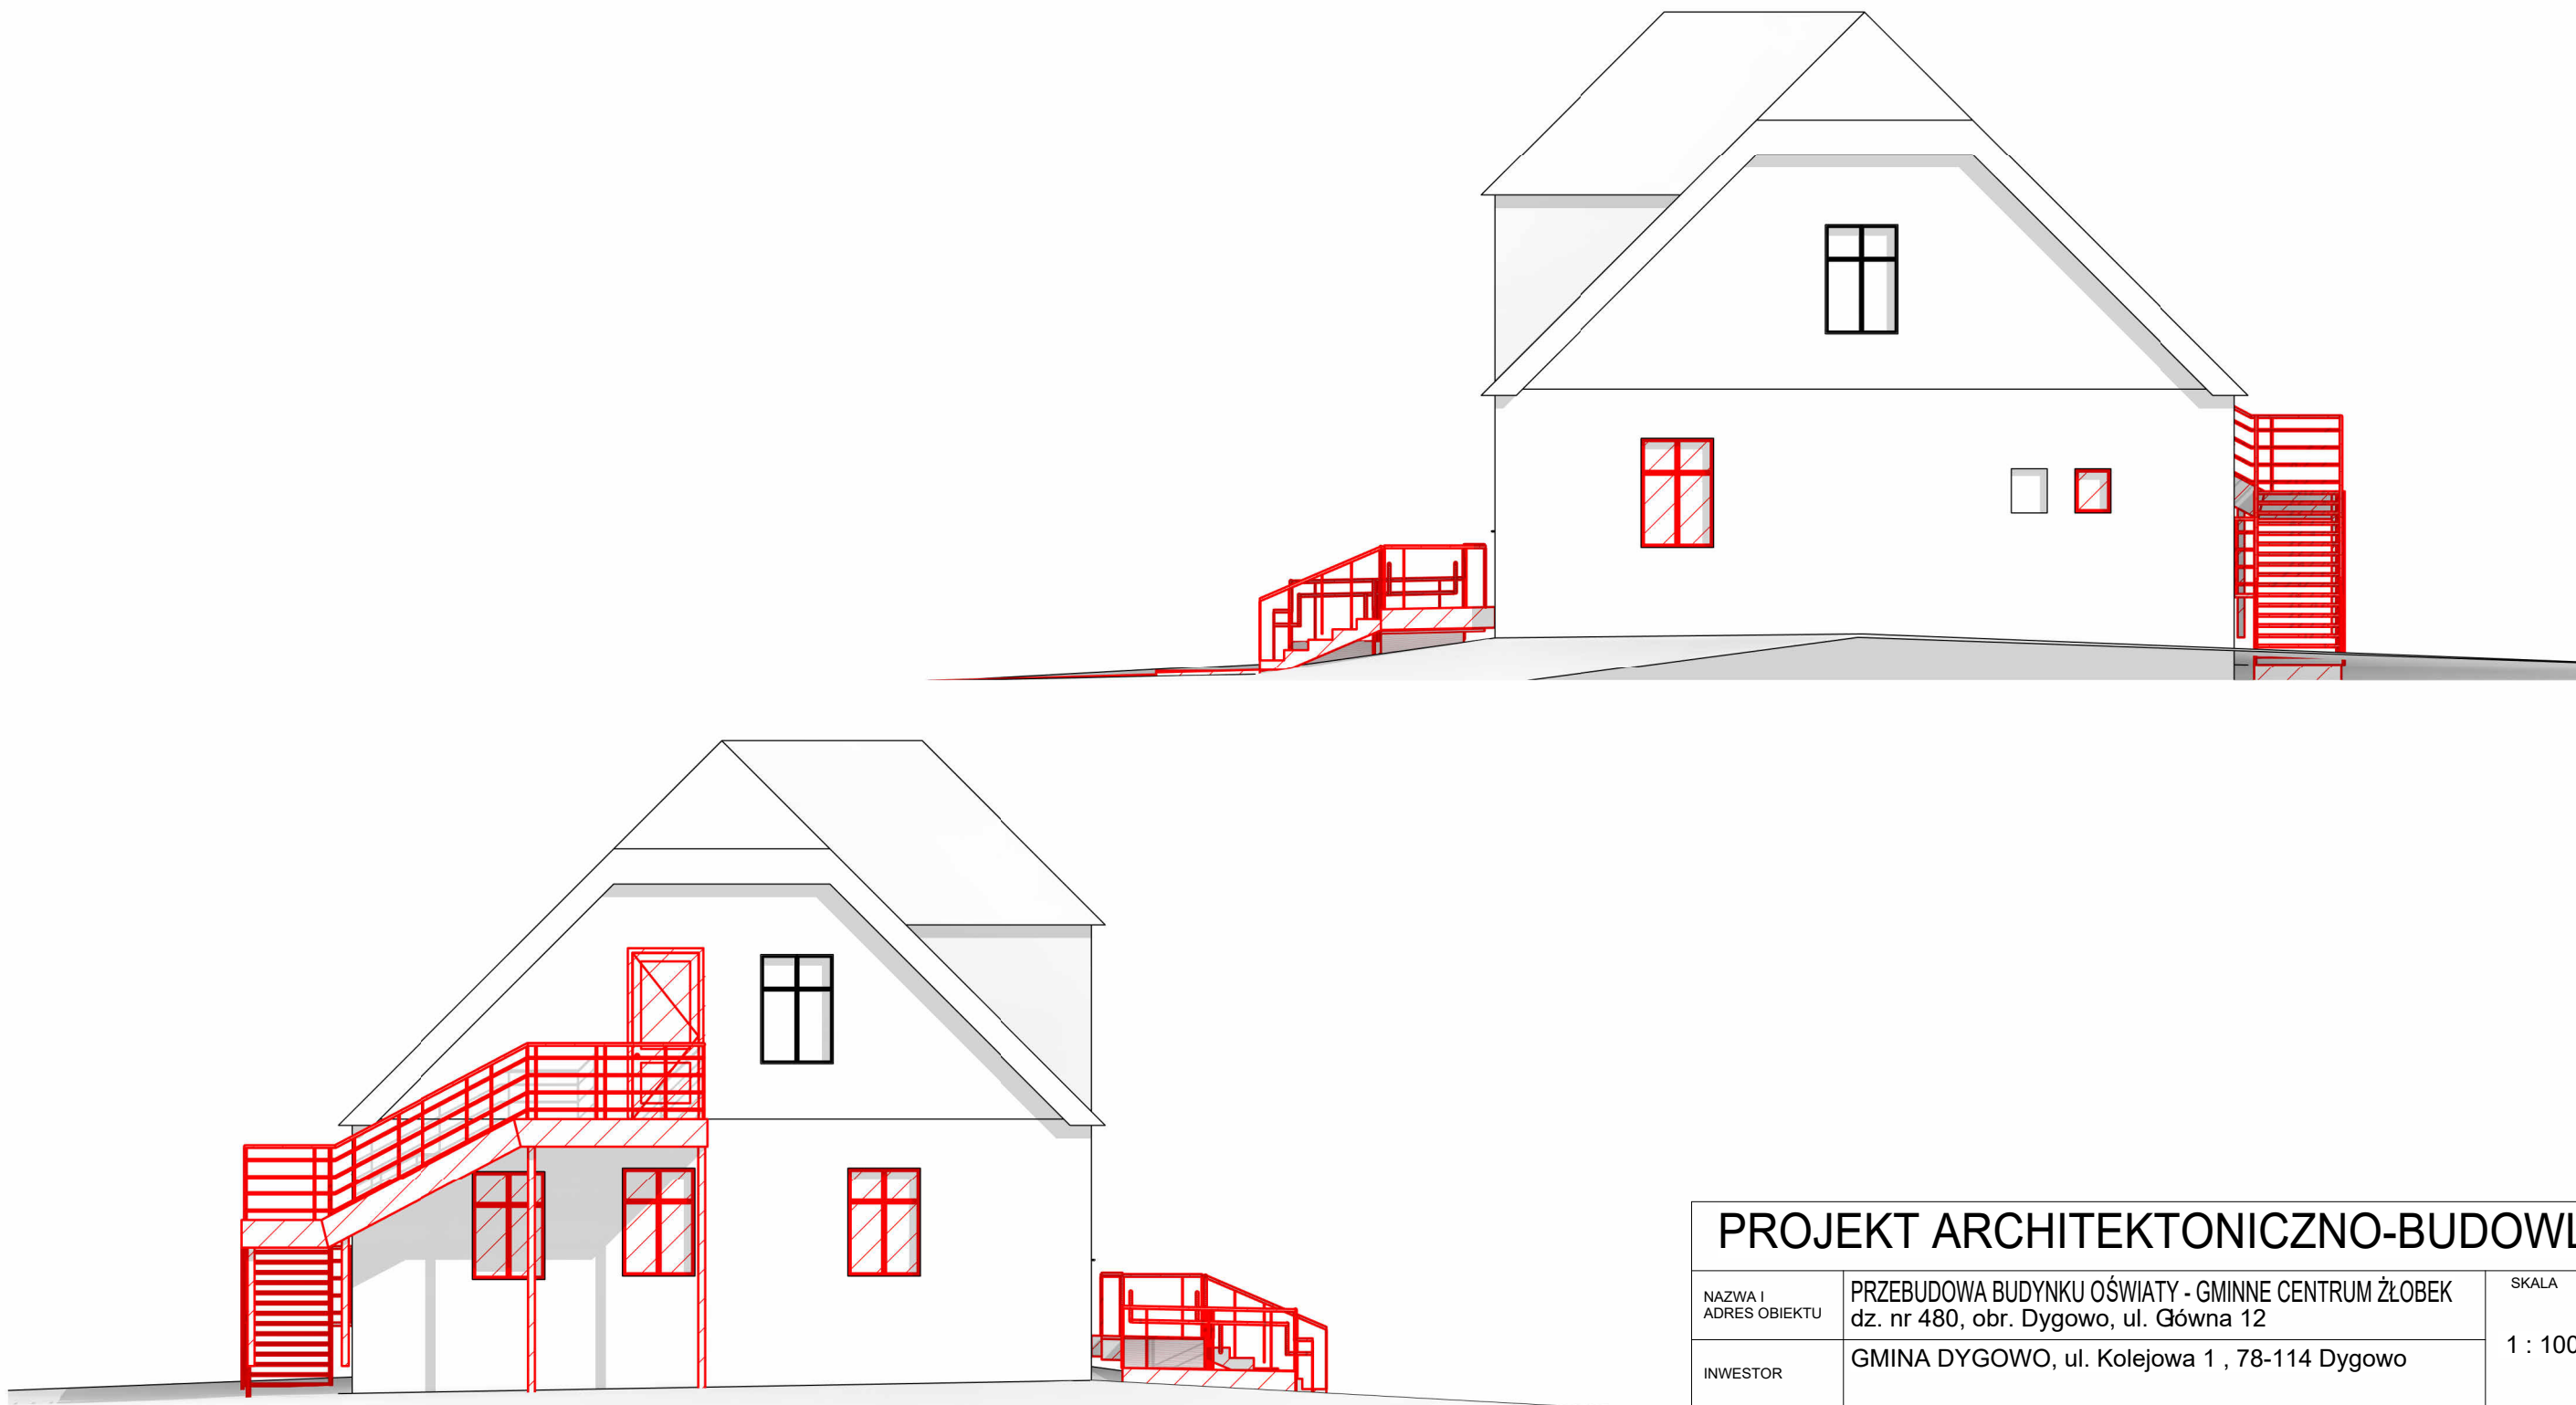 PROJEKT ARCHITEKTONICZNO-BUDOWL
NAZWA I
ADRES OBIEKTU
PRZEBUDOWA BUDYNKU OŚWIATY - GMINNE CENTRUM ŻŁOBEK
dz. nr 480, obr. Dygowo, ul. Główna 12
SKALA
1 : 100
INWESTOR
GMINA DYGOWO, ul. Kolejowa 1 , 78-114 Dygowo